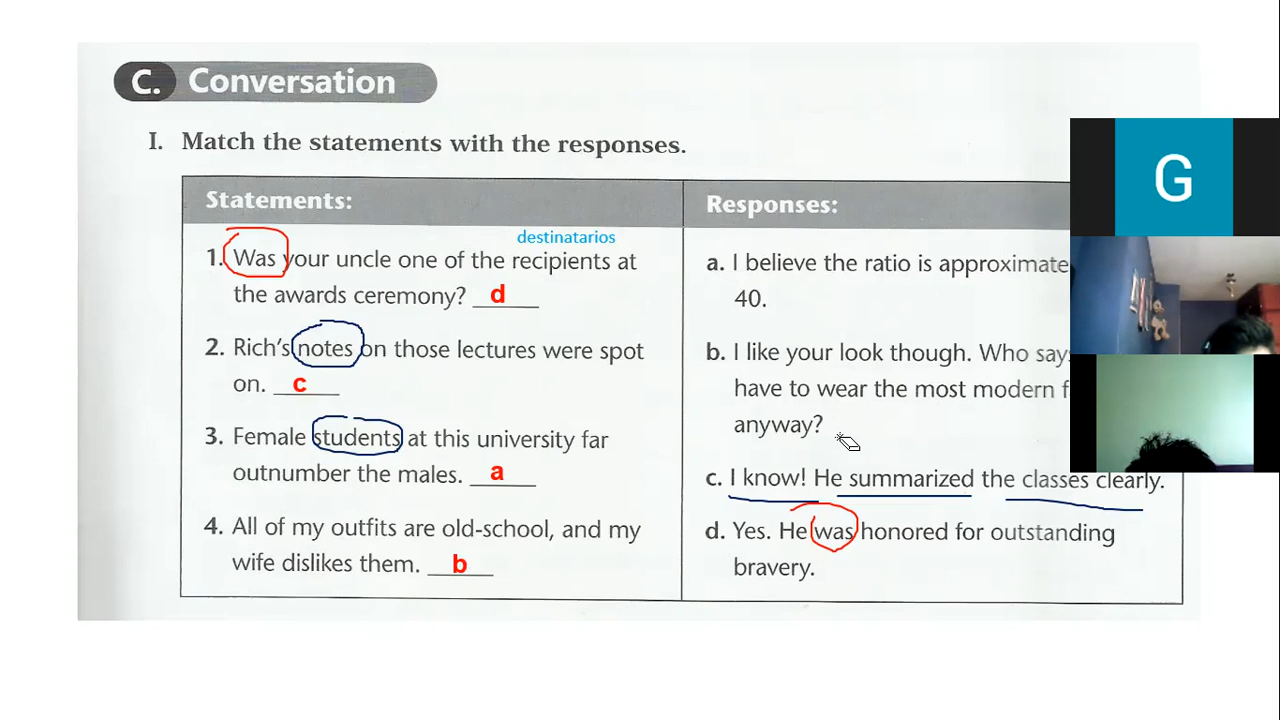 C. Conversation
I. Match the statements with the responses.
Statements:
destinatarios
1. Was your uncle one of the recipients at
the awards ceremony? d
2. Rich's notes on those lectures were spot
on. c
3. Female students at this university far
outnumber the males. a
4. All of my outfits are old-school, and my
wife dislikes them. b
Responses:
a. I believe the ratio is
40.
b. I like your look though. Who
have to wear the most modern
anyway?
c. I know! He summarized the classes clearly.
d. Yes. He was honored for outstanding
bravery.
G